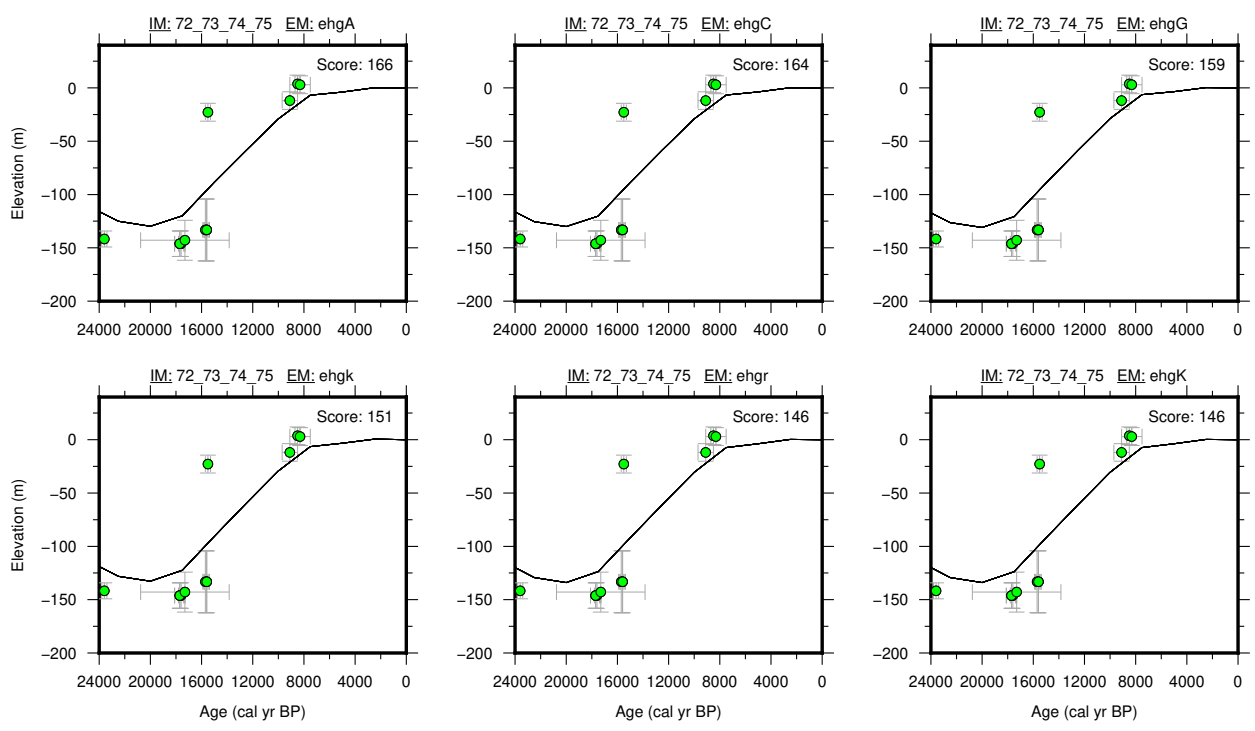 IM: 72_73_74_75 EM: ehgA
IM: 72_73_74_75 EM: ehgC
IM: 72_73_74_75 EM: ehgG
Score: 166
Score: 164
Score: 159
Elevation (m)
0
−50
−100
−150
−200
0
−50
−100
−150
−200
0
−50
−100
−150
−200
24000 20000 16000 12000 8000 4000 0
24000 20000 16000 12000 8000 4000 0
24000 20000 16000 12000 8000 4000 0
IM: 72_73_74_75 EM: ehgk
IM: 72_73_74_75 EM: ehgr
IM: 72_73_74_75 EM: ehgK
Score: 151
Score: 146
Score: 146
Elevation (m)
0
−50
−100
−150
−200
0
−50
−100
−150
−200
0
−50
−100
−150
−200
24000 20000 16000 12000 8000 4000 0
24000 20000 16000 12000 8000 4000 0
24000 20000 16000 12000 8000 4000 0
Age (cal yr BP)
Age (cal yr BP)
Age (cal yr BP)